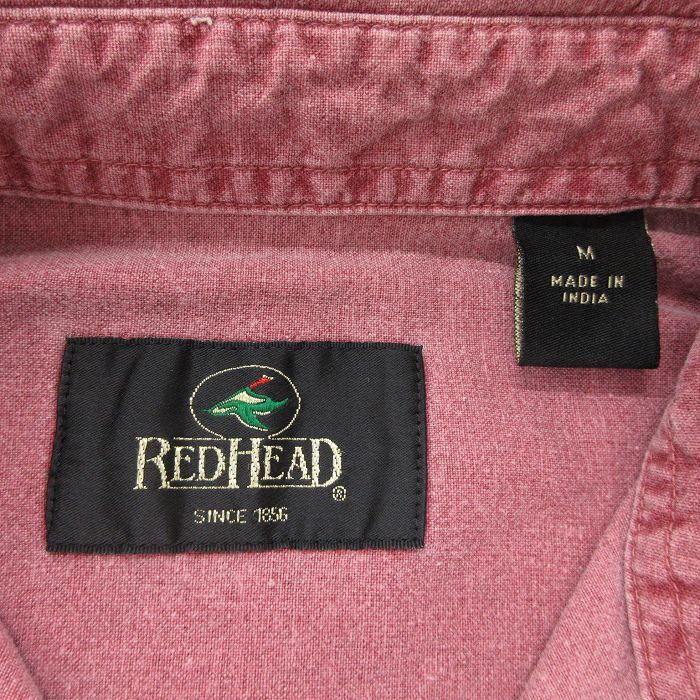 M
MADE IN
INDIA
REDHEAD®
SINCE 1856